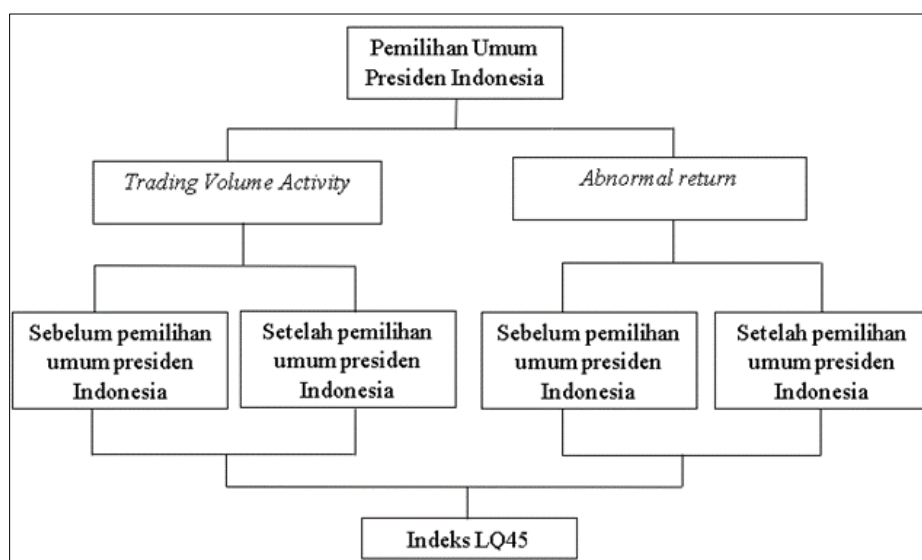 Pemilihan Umum
Presiden Indonesia
Trading Volume Activity
Abnormal return
Sebelum pemilihan
umum presiden
Indonesia
Setelah pemilihan
umum presiden
Indonesia
Sebelum pemilihan
umum presiden
Indonesia
Setelah pemilihan
umum presiden
Indonesia
Indeks LQ45